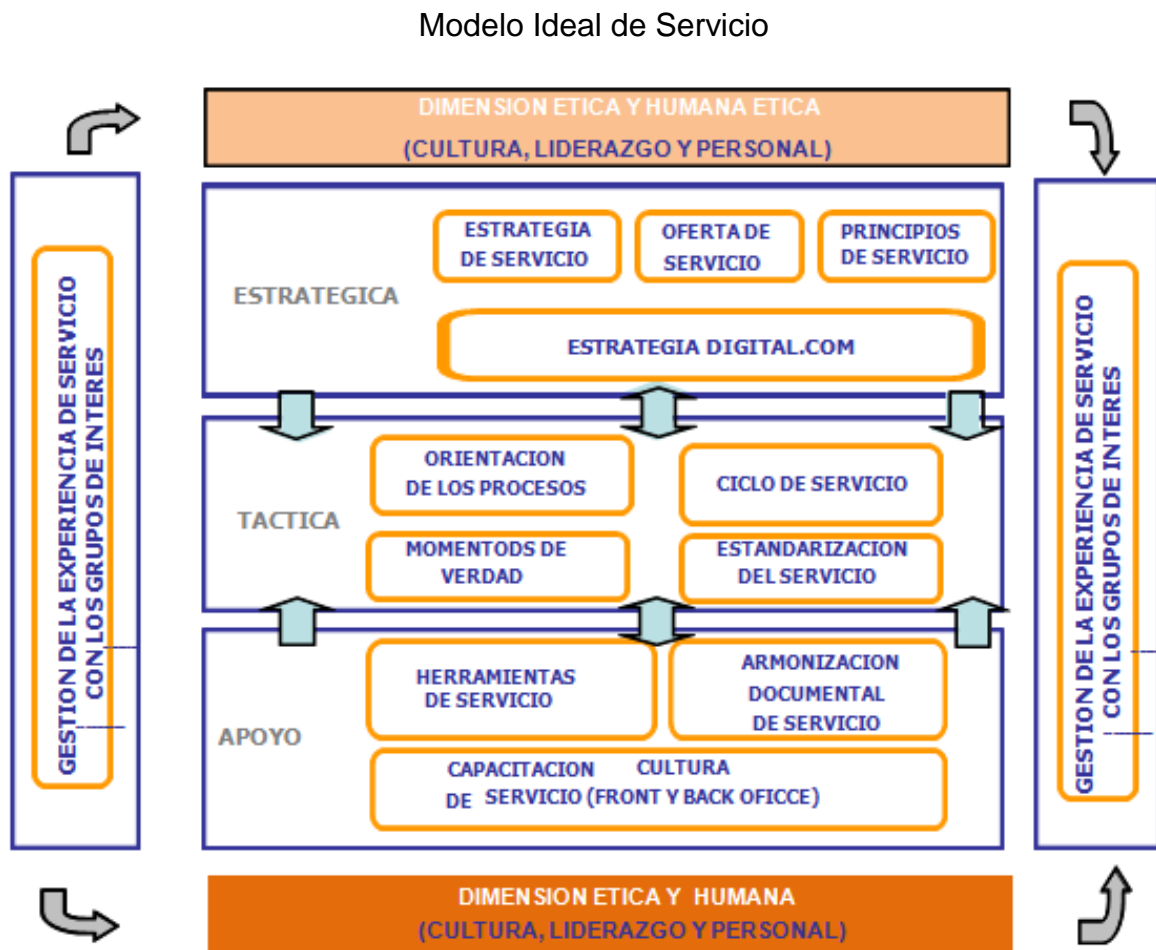 Modelo Ideal de Servicio
DIMENSION ETICA Y HUMANA ETICA
(CULTURA, LIDERAZGO Y PERSONAL)
GESTION DE LA EXPERIENCIA DE SERVICIO
CON LOS GRUPOS DE INTERES
ESTRATEGICA
ESTRATEGIA
DE SERVICIO
OFERTA DE
SERVICIO
PRINCIPIOS
DE SERVICIO
ESTRATEGIA DIGITAL.COM
TACTICA
ORIENTACION
DE LOS PROCESOS
CICLO DE SERVICIO
MOMENTODS DE
VERDAD
ESTANDARIZACION
DEL SERVICIO
APOYO
HERRAMIENTAS
DE SERVICIO
ARMONIZACION
DOCUMENTAL
DE SERVICIO
CAPACITACION CULTURA
DE SERVICIO (FRONT Y BACK OFICCE)
GESTION DE LA EXPERIENCIA DE SERVICIO
CON LOS GRUPOS DE INTERES
DIMENSION ETICA Y HUMANA
(CULTURA, LIDERAZGO Y PERSONAL)